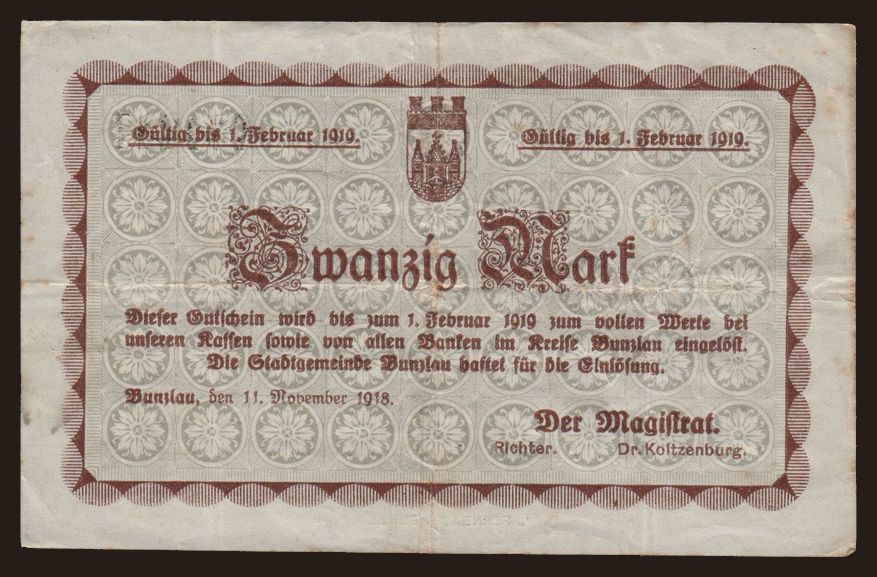 Gültig bis 1. Februar 1919. Gültig bis 1. Februar 1919.
Zwanzig Mark
Dieser Gutschein wird bis zum 1. Februar 1919 zum vollen Werte bei
unseren Kassen sowie von allen Banken im Kreise Bunzlau eingelöst.
Die Stadtgemeinde Bunzlau haftet für die Einlösung.
Bunzlau, den 11. November 1918.
Der Magistrat.
Richter. Dr. Koltzenburg.